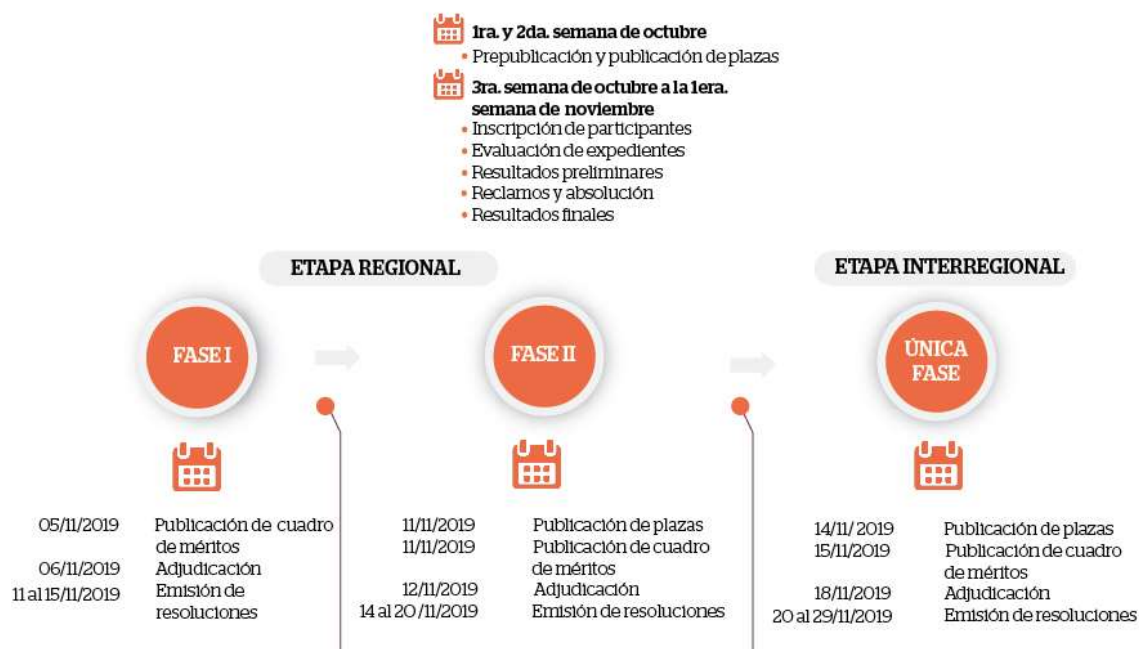 1ra. y 2da. semana de octubre
• Prepublicación y publicación de plazas
3ra. semana de octubre a la 1era.
semana de noviembre
• Inscripción de participantes
• Evaluación de expedientes
• Resultados preliminares
• Reclamos y absolución
• Resultados finales
ETAPA REGIONAL
FASE I
05/11/2019 Publicación de cuadro
de méritos
06/11/2019 Adjudicación
11 al 15/11/2019 Emisión de
resoluciones
FASE II
11/11/2019 Publicación de plazas
11/11/2019 Publicación de cuadro
de méritos
12/11/2019 Adjudicación
14 al 20/11/2019 Emisión de resoluciones
ETAPA INTERREGIONAL
ÚNICA
FASE
14/11/ 2019 Publicación de plazas
15/11/2019 Publicación de cuadro
de méritos
18/11/2019 Adjudicación
20 al 29/11/2019 Emisión de resoluciones